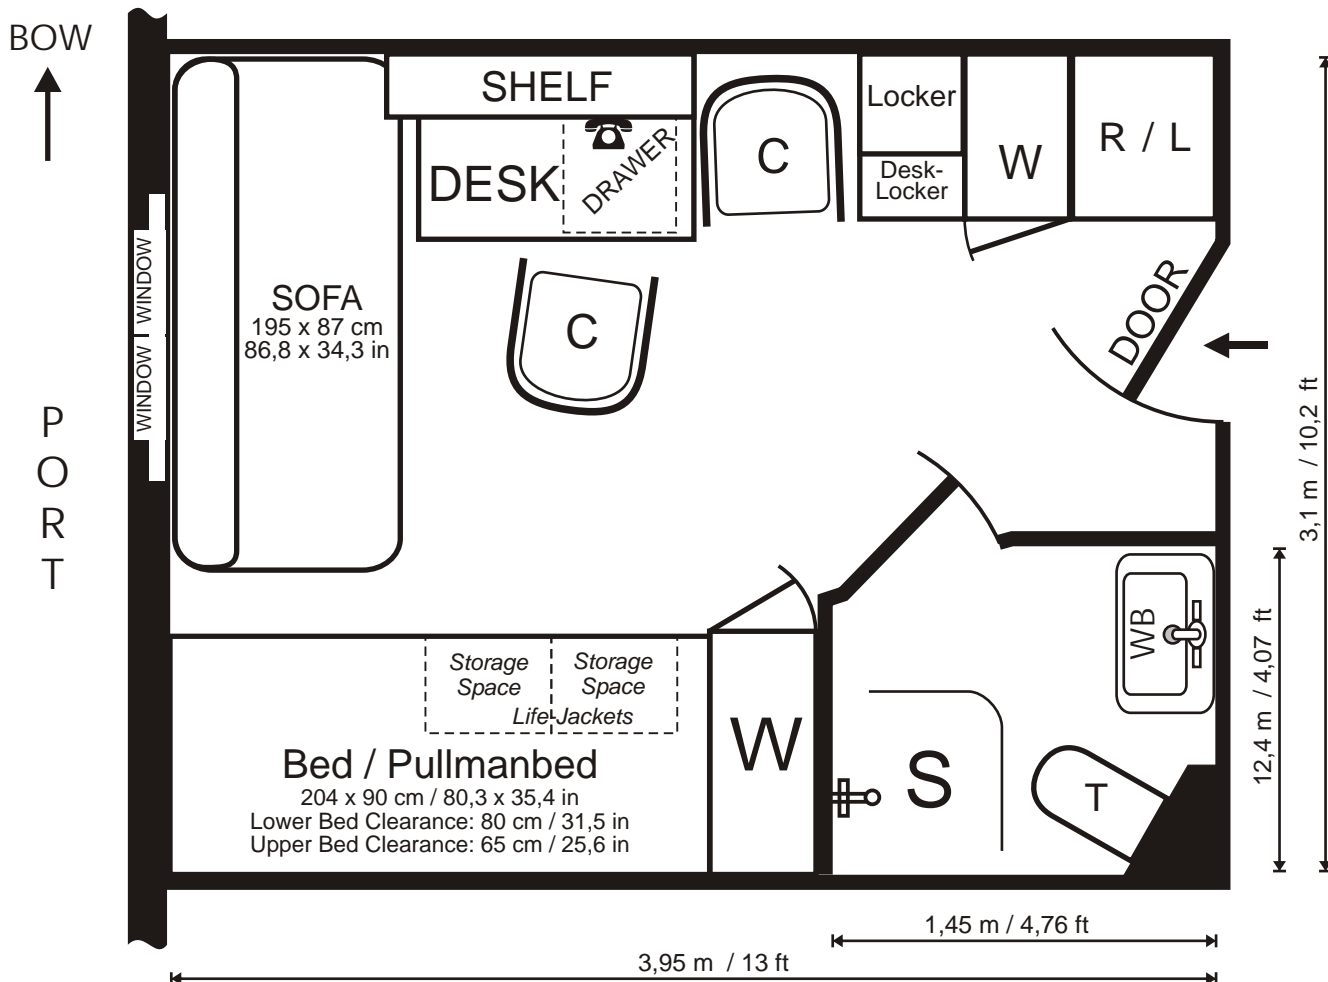 BOW
SHELF
Locker
R / L
C
W
DESK
DRAWER
Desk-
Locker
WINDOW
WINDOW
SOFA
195 x 87 cm
86,8 x 34,3 in
C
DOOR
PORT
3,1 m / 10,2 ft
Storage
Space
Storage
Space
Life-Jackets
W
WB
12,4 m / 4,07 ft
Bed / Pullmanbed
204 x 90 cm / 80,3 x 35,4 in
Lower Bed Clearance: 80 cm / 31,5 in
Upper Bed Clearance: 65 cm / 25,6 in
S
T
1,45 m / 4,76 ft
3,95 m / 13 ft